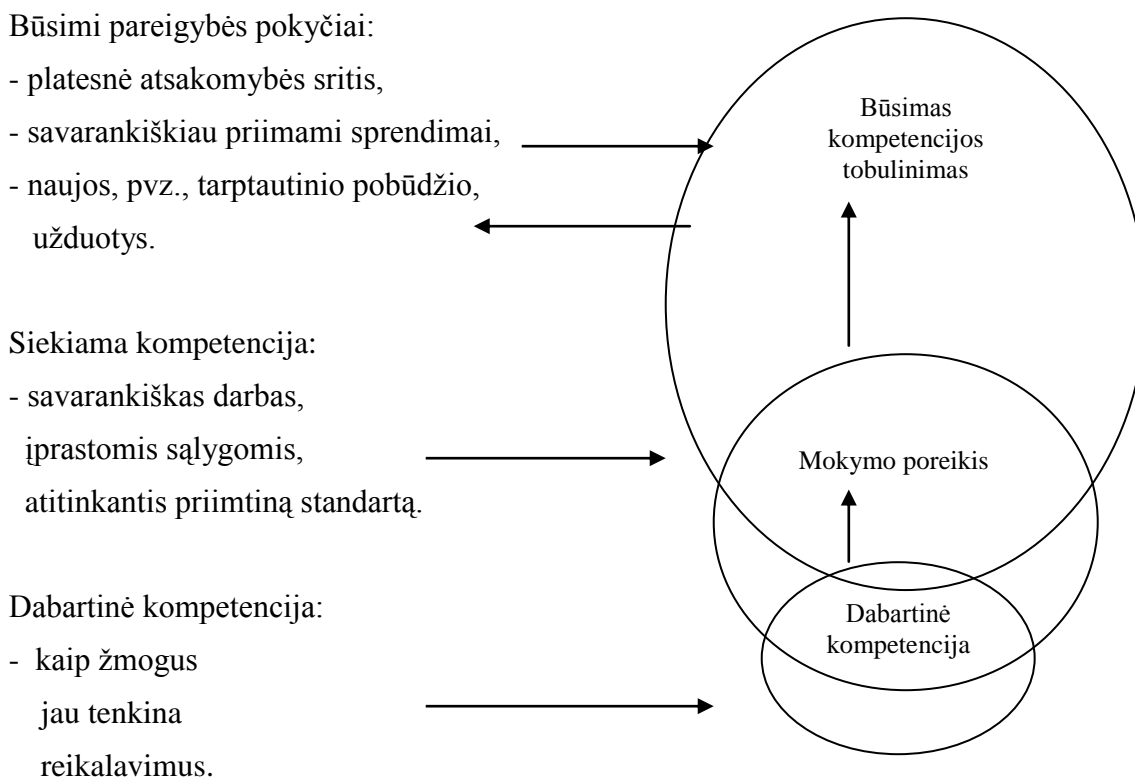 Būsimi pareigybės pokyčiai:
- platesnė atsakomybės sritis,
- savarankiškiau priimami sprendimai,
- naujos, pvz., tarptautinio pobūdžio,
užduotys.
Siekiama kompetencija:
- savarankiškas darbas,
įprastomis sąlygomis,
atitinkantis priimtiną standartą.
Dabartinė kompetencija:
- kaip žmogus
jau tenkina
reikalavimus.
Būsimas
kompetencijos
tobulinimas
Mokymo poreikis
Dabartinė
kompetencija